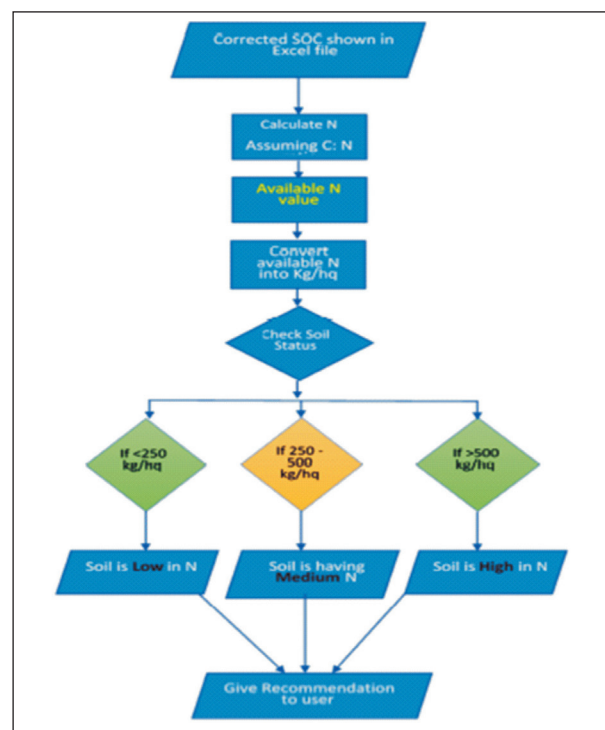 Corrected SOC shown in
Excel file
Calculate N
Assuming C: N
Available N
value
Convert
available N
into Kg/hq
Check Soil
Status
If <250
kg/hq
If 250 -
500
kg/hq
If >500
kg/hq
Soil is Low in N
Soil is having
Medium N
Soil is High in N
Give Recommendation
to user